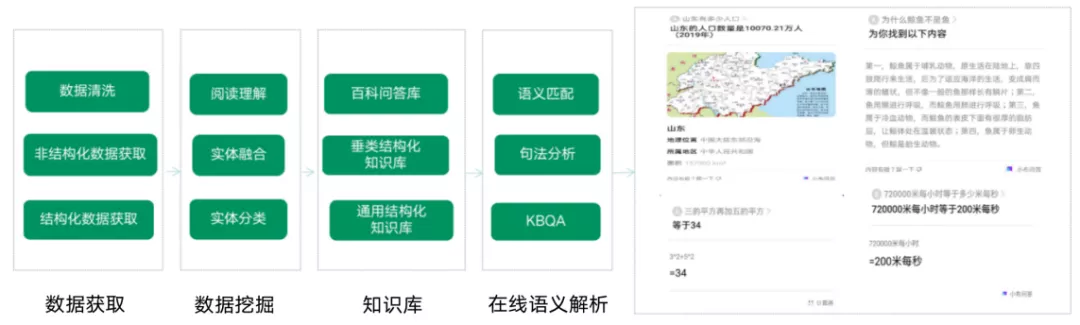 数据清洗
非结构化数据获取
结构化数据获取
数据获取
阅读理解
实体融合
实体分类
数据挖掘
百科问答库
垂类结构化
知识库
通用结构化
知识库
知识库
语义匹配
句法分析
KBQA
在线语义解析
山东有多少人口
山东的人口数量是10070.21万人
（2019年）
山东
地理位置 中国大陆东部沿海
所属地区 中华人民共和国
三的平方再加五的平方
等于34
3^2+5^2
=34
为什么鲸鱼不是鱼
为你找到以下内容
第一，鲸鱼属于哺乳动物，原生活在陆地上，靠四
肢爬行来生活，后为了适应海洋的生活，变成扁而
薄的鳍状，但不像一般的鱼那样长有鳞片；第二，
鱼用鳃进行呼吸，而鲸鱼用肺进行呼吸；第三，鱼
属于冷血动物，而鲸鱼的表皮下面有很厚的脂肪
层，让鲸体处在温暖状态；第四，鱼属于卵生动
物，但鲸是胎生动物。
小布问答
720000米每小时等于多少米每秒
720000米每小时等于200米每秒
720000米每小时
=200米每秒
小布问答